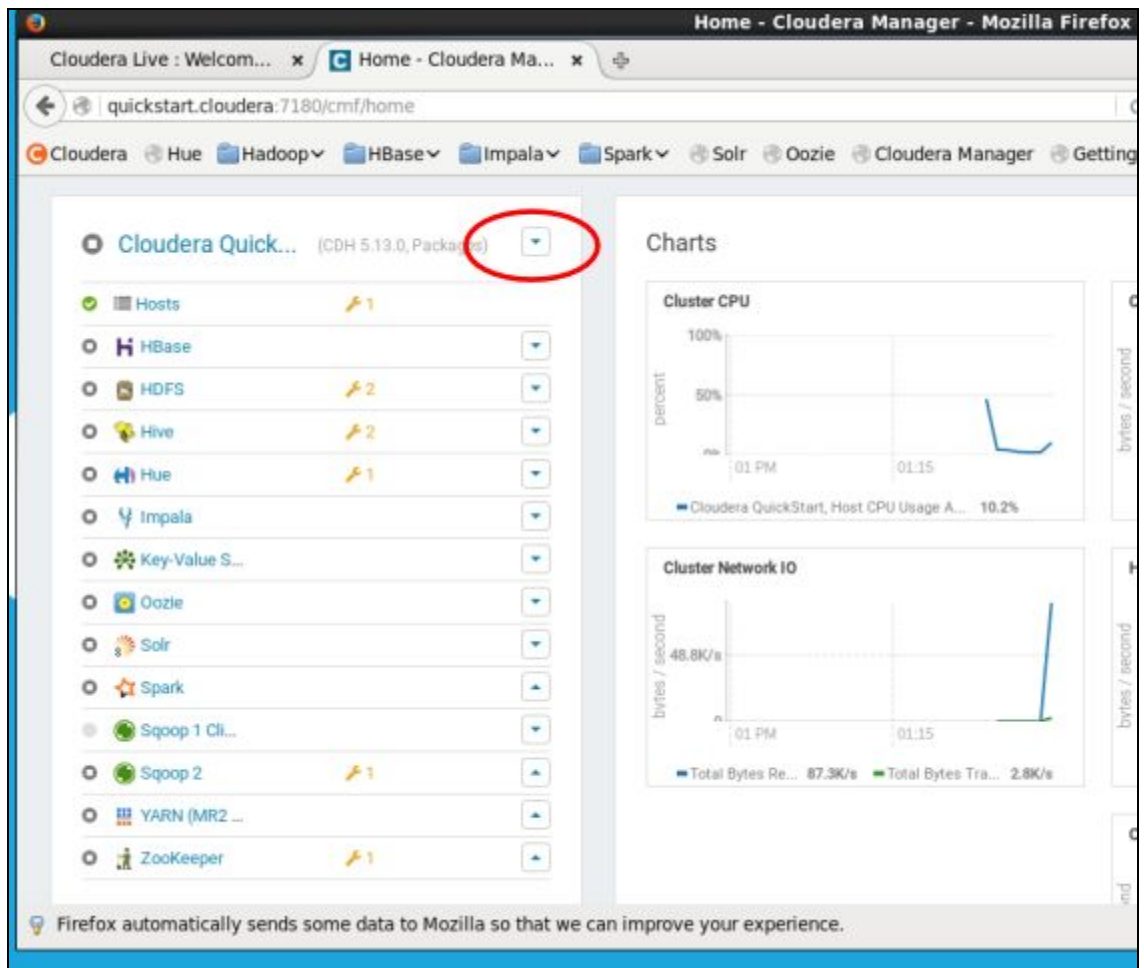 Home - Cloudera Manager - Mozilla Firefox
Cloudera Live : Welcom... Home - Cloudera Ma...
quickstart.cloudera:7180/cmf/home
Cloudera Hue Hadoop HBase Impala Spark Solr Oozie Cloudera Manager Getting
Cloudera Quick... (CDH 5.13.0, Packages)
Hosts 1
HBase
HDFS 2
Hive 2
Hue 1
Impala
Key-Value S...
Oozie
Solr
Spark
Sqoop 1 Cli...
Sqoop 2 1
YARN (MR2 ...
ZooKeeper 1
Charts
Cluster CPU
percent
100%
50%
0%
01 PM 01:15
Cloudera QuickStart, Host CPU Usage A... 10.2%
bytes / second
Cluster Network IO
bytes / second
48.8K/s
0
01 PM 01:15
Total Bytes Re... 87.3K/s Total Bytes Tra... 2.8K/s
bytes / second
Firefox automatically sends some data to Mozilla so that we can improve your experience.